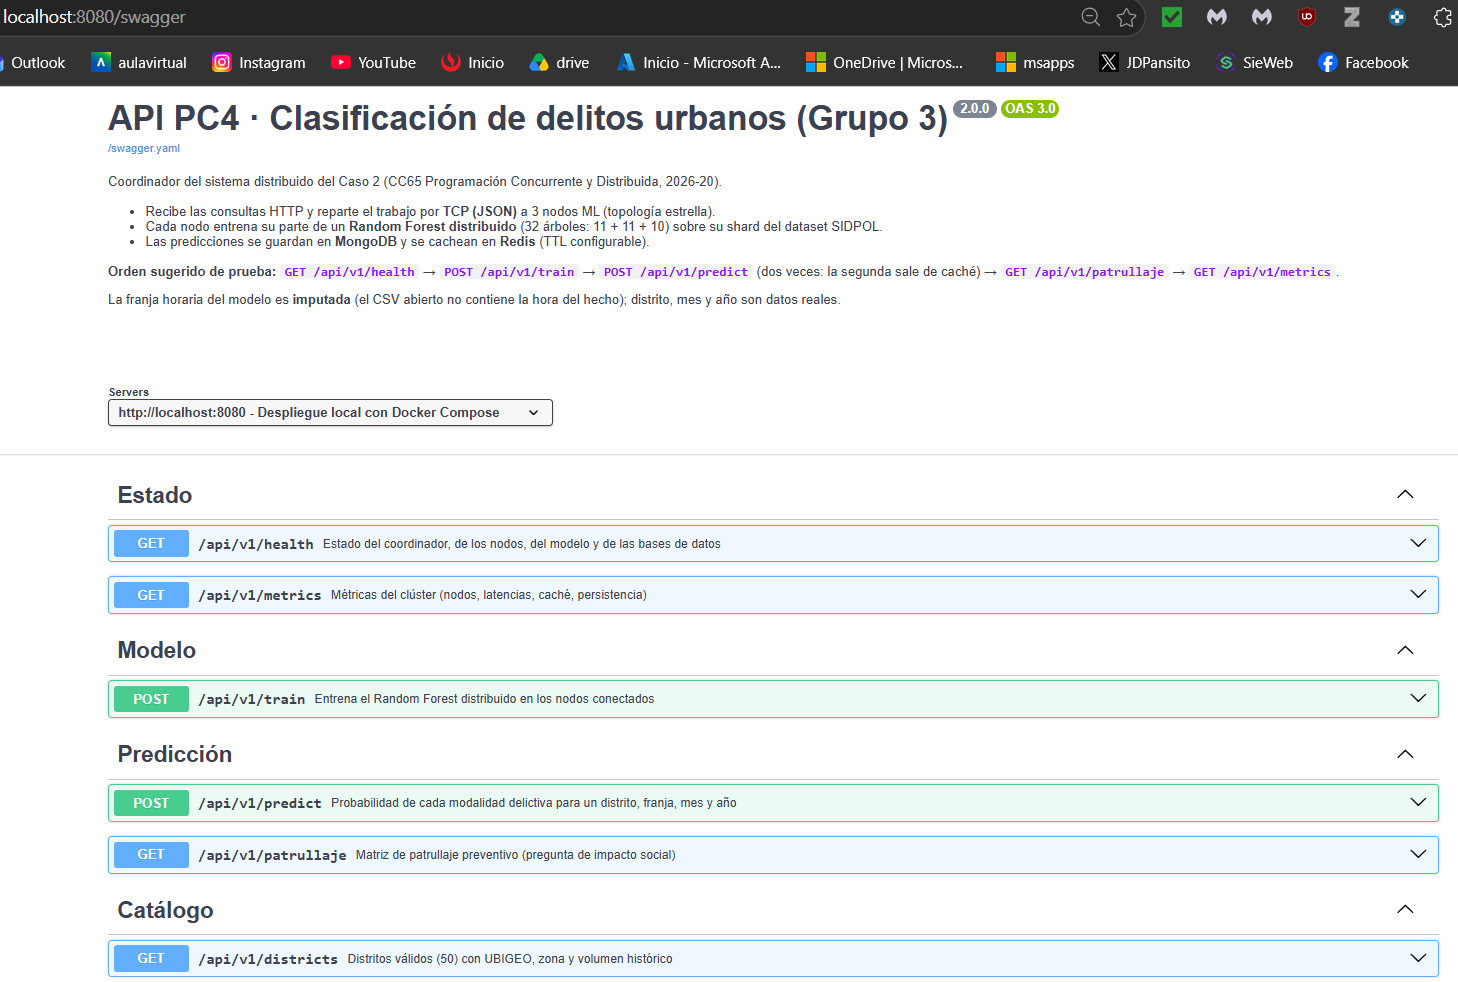 localhost:8080/swagger
Outlook aulavirtual Instagram YouTube Inicio drive Inicio - Microsoft A... OneDrive | Micros... msapps JDPansito SieWeb Facebook
API PC4 · Clasificación de delitos urbanos (Grupo 3) 2.0.0 OAS 3.0
/swagger.yaml
Coordinador del sistema distribuido del Caso 2 (CC65 Programación Concurrente y Distribuida, 2026-20).
• Recibe las consultas HTTP y reparte el trabajo por TCP (JSON) a 3 nodos ML (topología estrella).
• Cada nodo entrena su parte de un Random Forest distribuido (32 árboles: 11 + 11 + 10) sobre su shard del dataset SIDPOL.
• Las predicciones se guardan en MongoDB y se cachean en Redis (TTL configurable).
Orden sugerido de prueba: GET /api/v1/health → POST /api/v1/train → POST /api/v1/predict (dos veces: la segunda sale de caché) → GET /api/v1/patrullaje → GET /api/v1/metrics .
La franja horaria del modelo es imputada (el CSV abierto no contiene la hora del hecho); distrito, mes y año son datos reales.
Servers
http://localhost:8080 - Despliegue local con Docker Compose
Estado
GET /api/v1/health Estado del coordinador, de los nodos, del modelo y de las bases de datos
GET /api/v1/metrics Métricas del clúster (nodos, latencias, caché, persistencia)
Modelo
POST /api/v1/train Entrena el Random Forest distribuido en los nodos conectados
Predicción
POST /api/v1/predict Probabilidad de cada modalidad delictiva para un distrito, franja, mes y año
GET /api/v1/patrullaje Matriz de patrullaje preventivo (pregunta de impacto social)
Catálogo
GET /api/v1/districts Distritos válidos (50) con UBIGEO, zona y volumen histórico